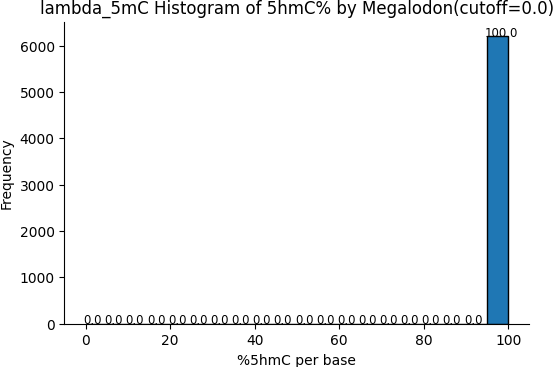 lambda_5mC Histogram of 5hmC% by Megalodon(cutoff=0.0)
100.0
6000
5000
4000
3000
2000
1000
0
Frequency
0.0 0.0 0.0 0.0 0.0 0.0 0.0 0.0 0.0 0.0 0.0 0.0 0.0 0.0 0.0 0.0 0.0 0.0 0.0
0 20 40 60 80 100
%5hmC per base